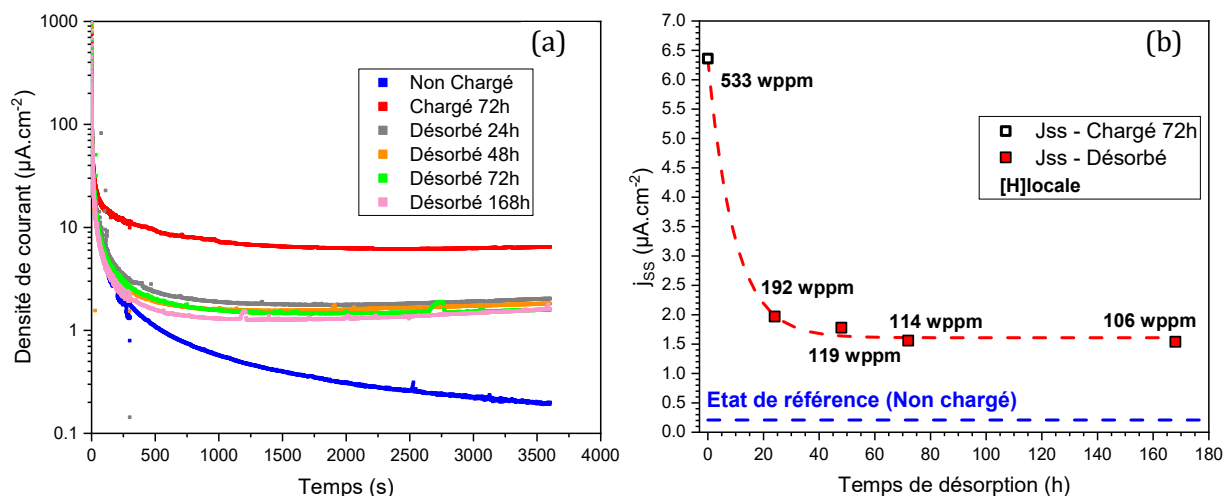 (a)
Densité de courant (µA.cm⁻²)
1000
100
10
1
0.1
Non Chargé
Chargé 72h
Désorbé 24h
Désorbé 48h
Désorbé 72h
Désorbé 168h
0 500 1000 1500 2000 2500 3000 3500 4000
Temps (s)
(b)
jss (µA.cm⁻²)
7.0
6.5
6.0
5.5
5.0
4.5
4.0
3.5
3.0
2.5
2.0
1.5
1.0
0.5
0.0
533 wppm
Jss - Chargé 72h
Jss - Désorbé
[H]locale
192 wppm
119 wppm
114 wppm
106 wppm
Etat de référence (Non chargé)
0 20 40 60 80 100 120 140 160 180
Temps de désorption (h)